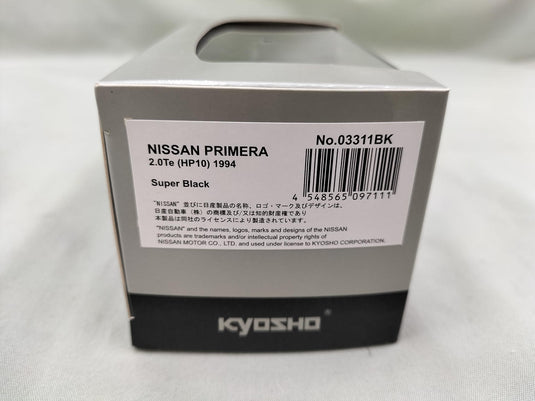 NISSAN PRIMERA
2.0Te (HP10) 1994
No.03311BK
Super Black
4 548565 097111
"NISSAN" 並びに日産製品の名称、ロゴ・マーク及びデザインは、
日産自動車(株)の商標及び/又は知的財産権であり
本製品は同社のライセンスにより製造されています。
"NISSAN" and the names, logos, marks and designs of the NISSAN
products are trademarks and/or intellectual property rights of
NISSAN MOTOR CO., LTD. and used under license to KYOSHO CORPORATION.
KYOSHO®